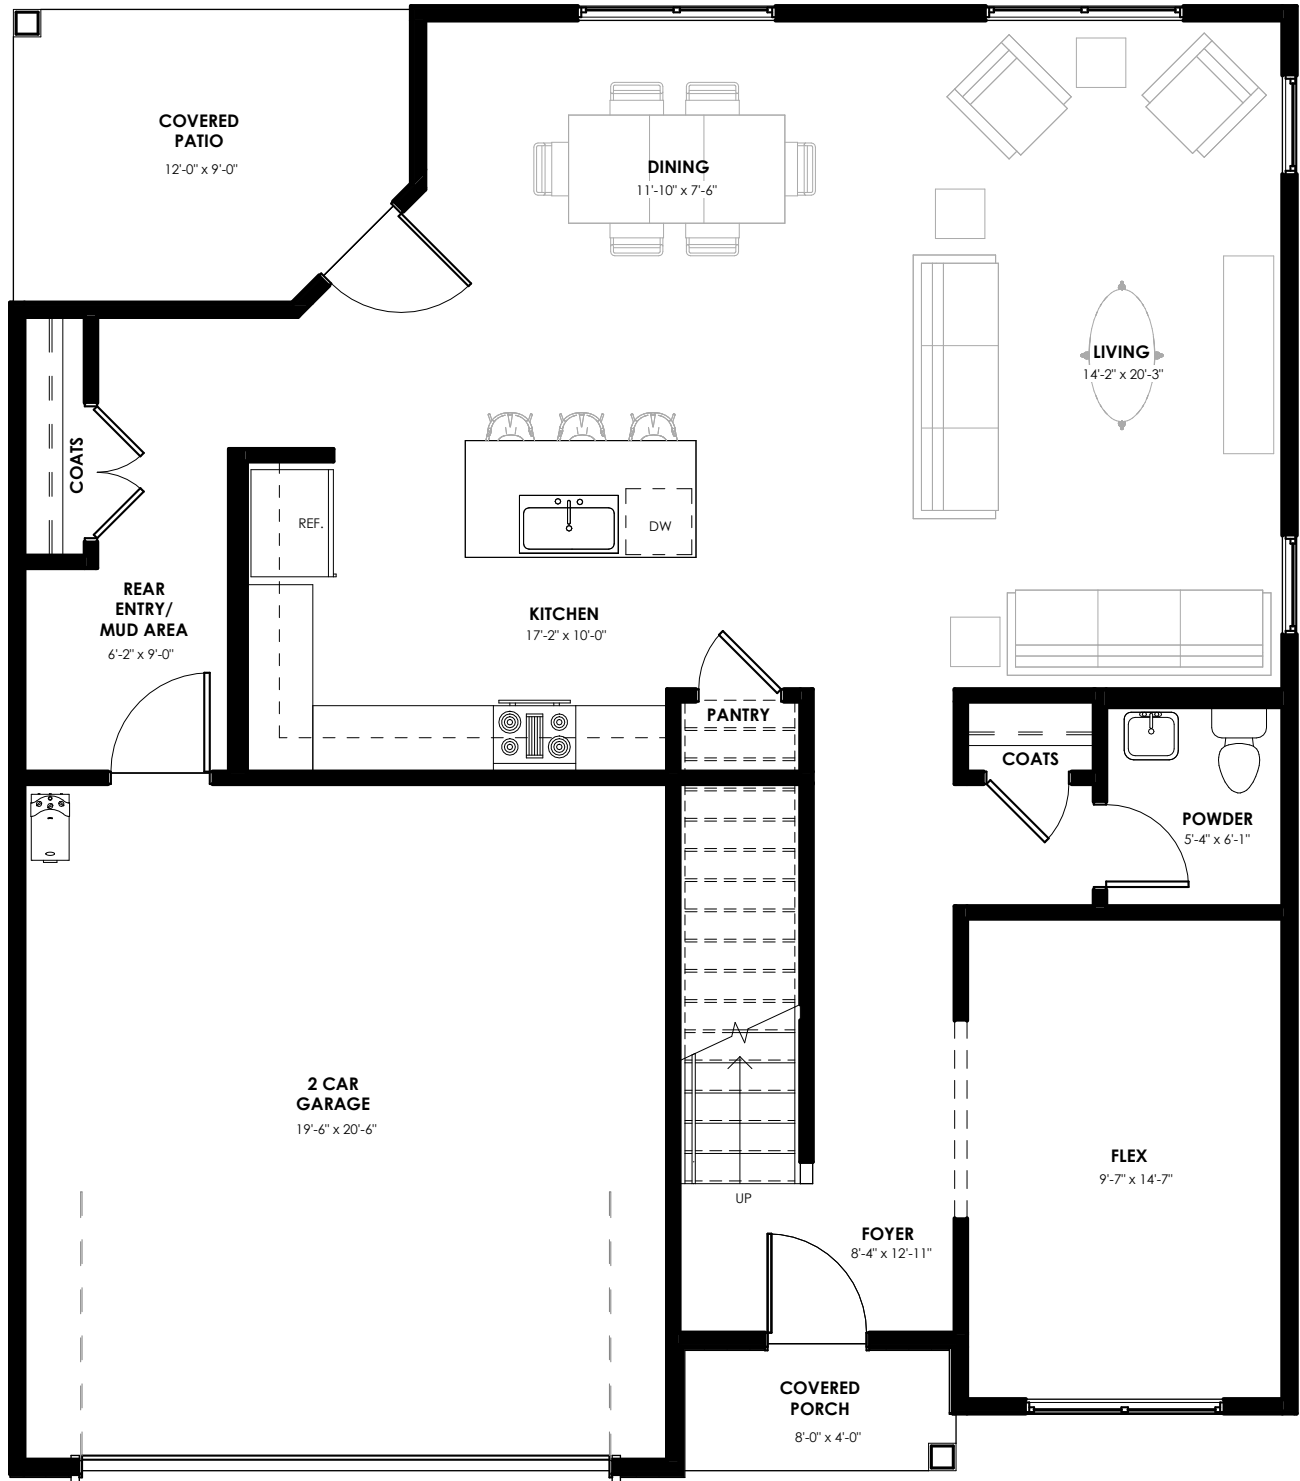 COVERED
PATIO
12'-0" x 9'-0"
DINING
11'-10" x 7'-6"
LIVING
14'-2" x 20'-3"
COATS
REF.
DW
REAR
ENTRY/
MUD AREA
6'-2" x 9'-0"
KITCHEN
17'-2" x 10'-0"
PANTRY
COATS
POWDER
5'-4" x 6'-1"
2 CAR
GARAGE
19'-6" x 20'-6"
UP
FLEX
9'-7" x 14'-7"
FOYER
8'-4" x 12'-11"
COVERED
PORCH
8'-0" x 4'-0"